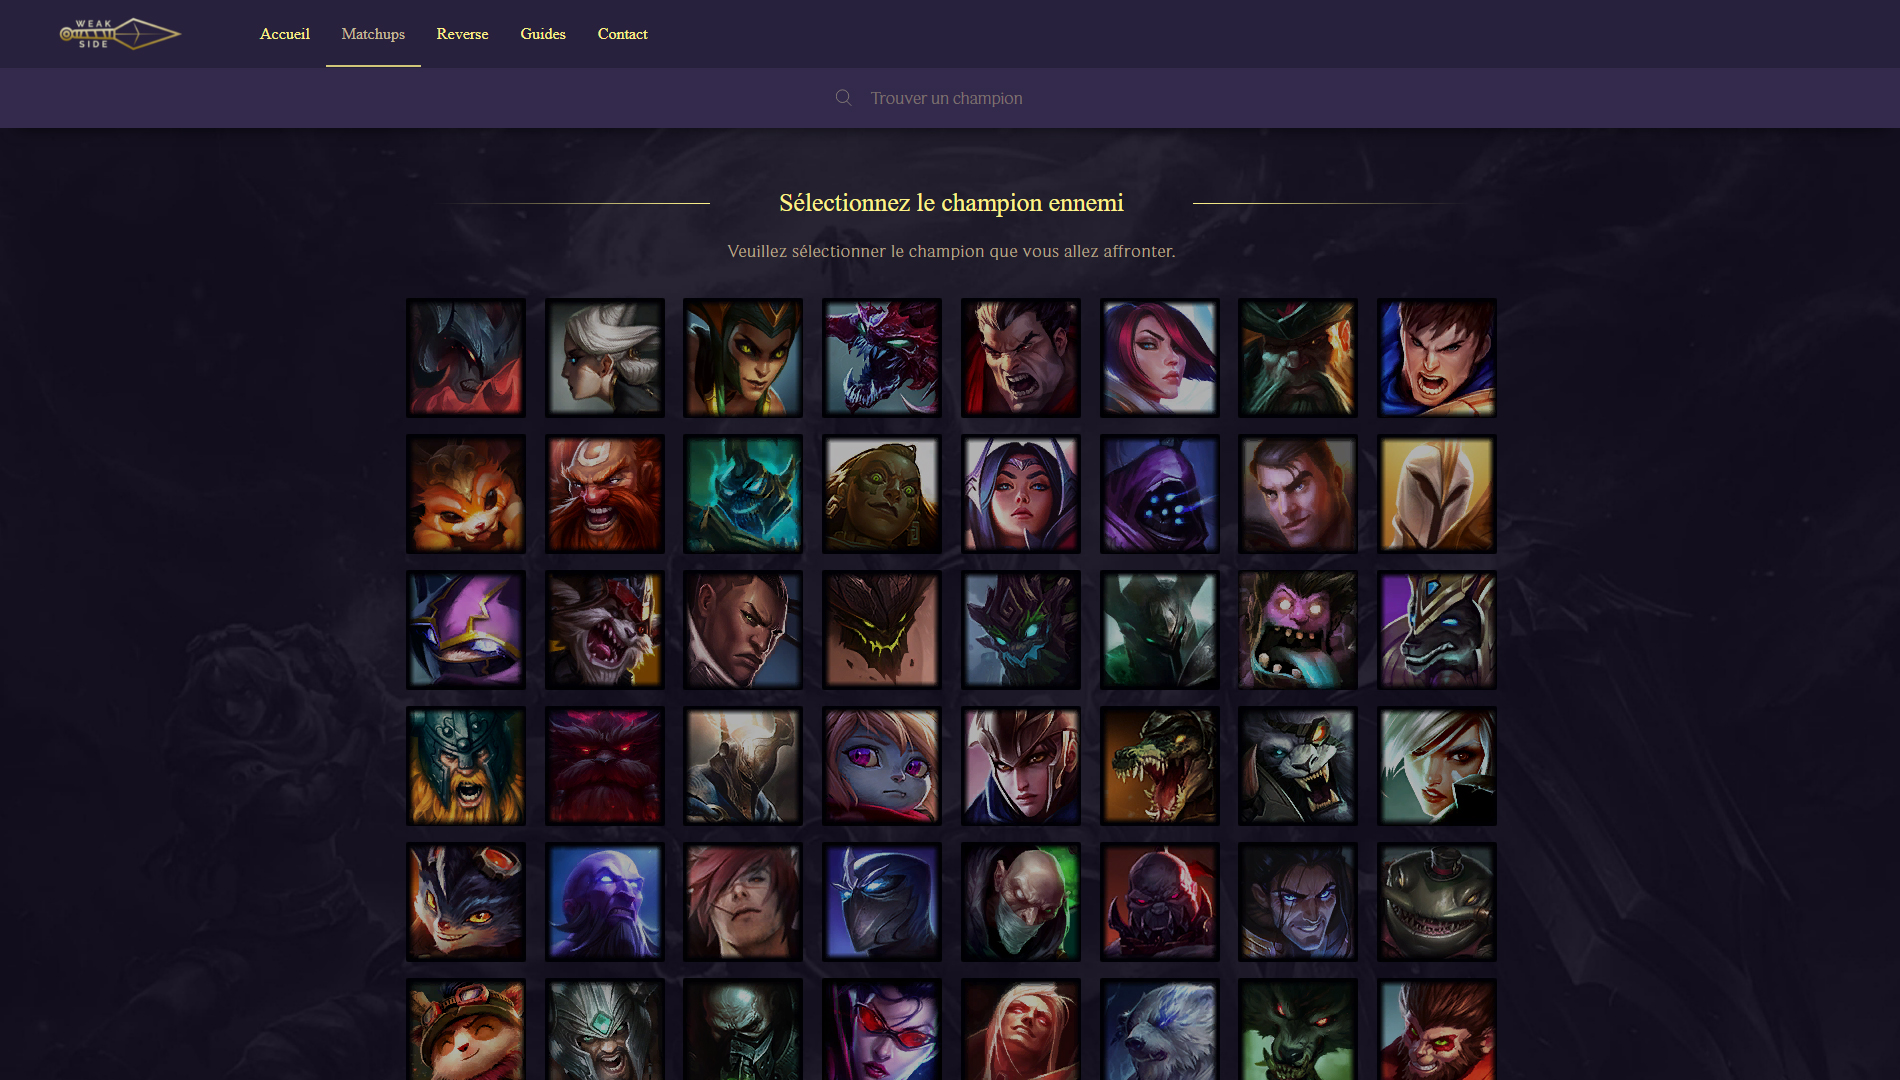 WEAK
SIDE
Accueil
Matchups
Reverse
Guides
Contact
Trouver un champion
Sélectionnez le champion ennemi
Veuillez sélectionner le champion que vous allez affronter.